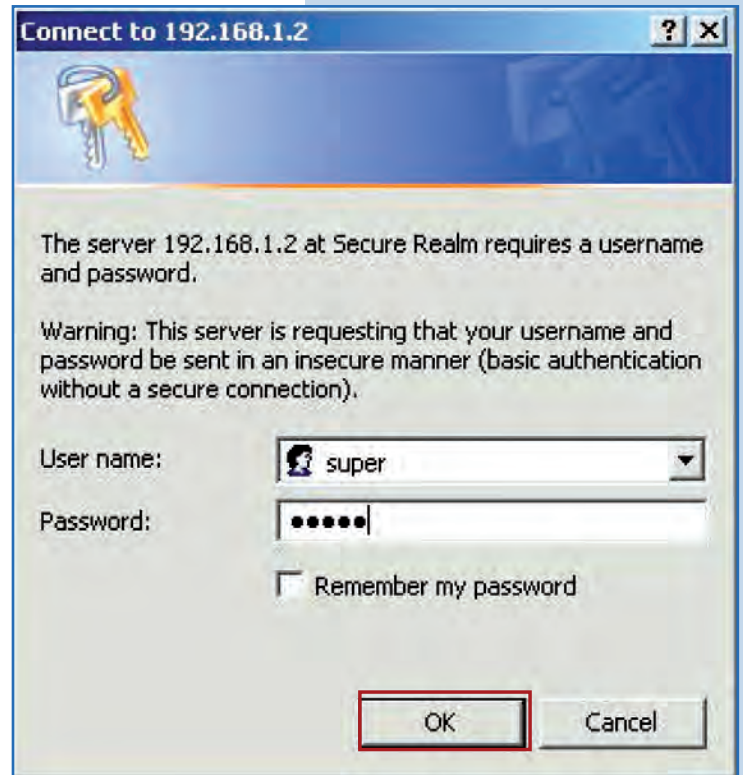 Connect to 192.168.1.2
The server 192.168.1.2 at Secure Realm requires a username
and password.
Warning: This server is requesting that your username and
password be sent in an insecure manner (basic authentication
without a secure connection).
User name:
super
Password:
●●●●●
Remember my password
OK
Cancel